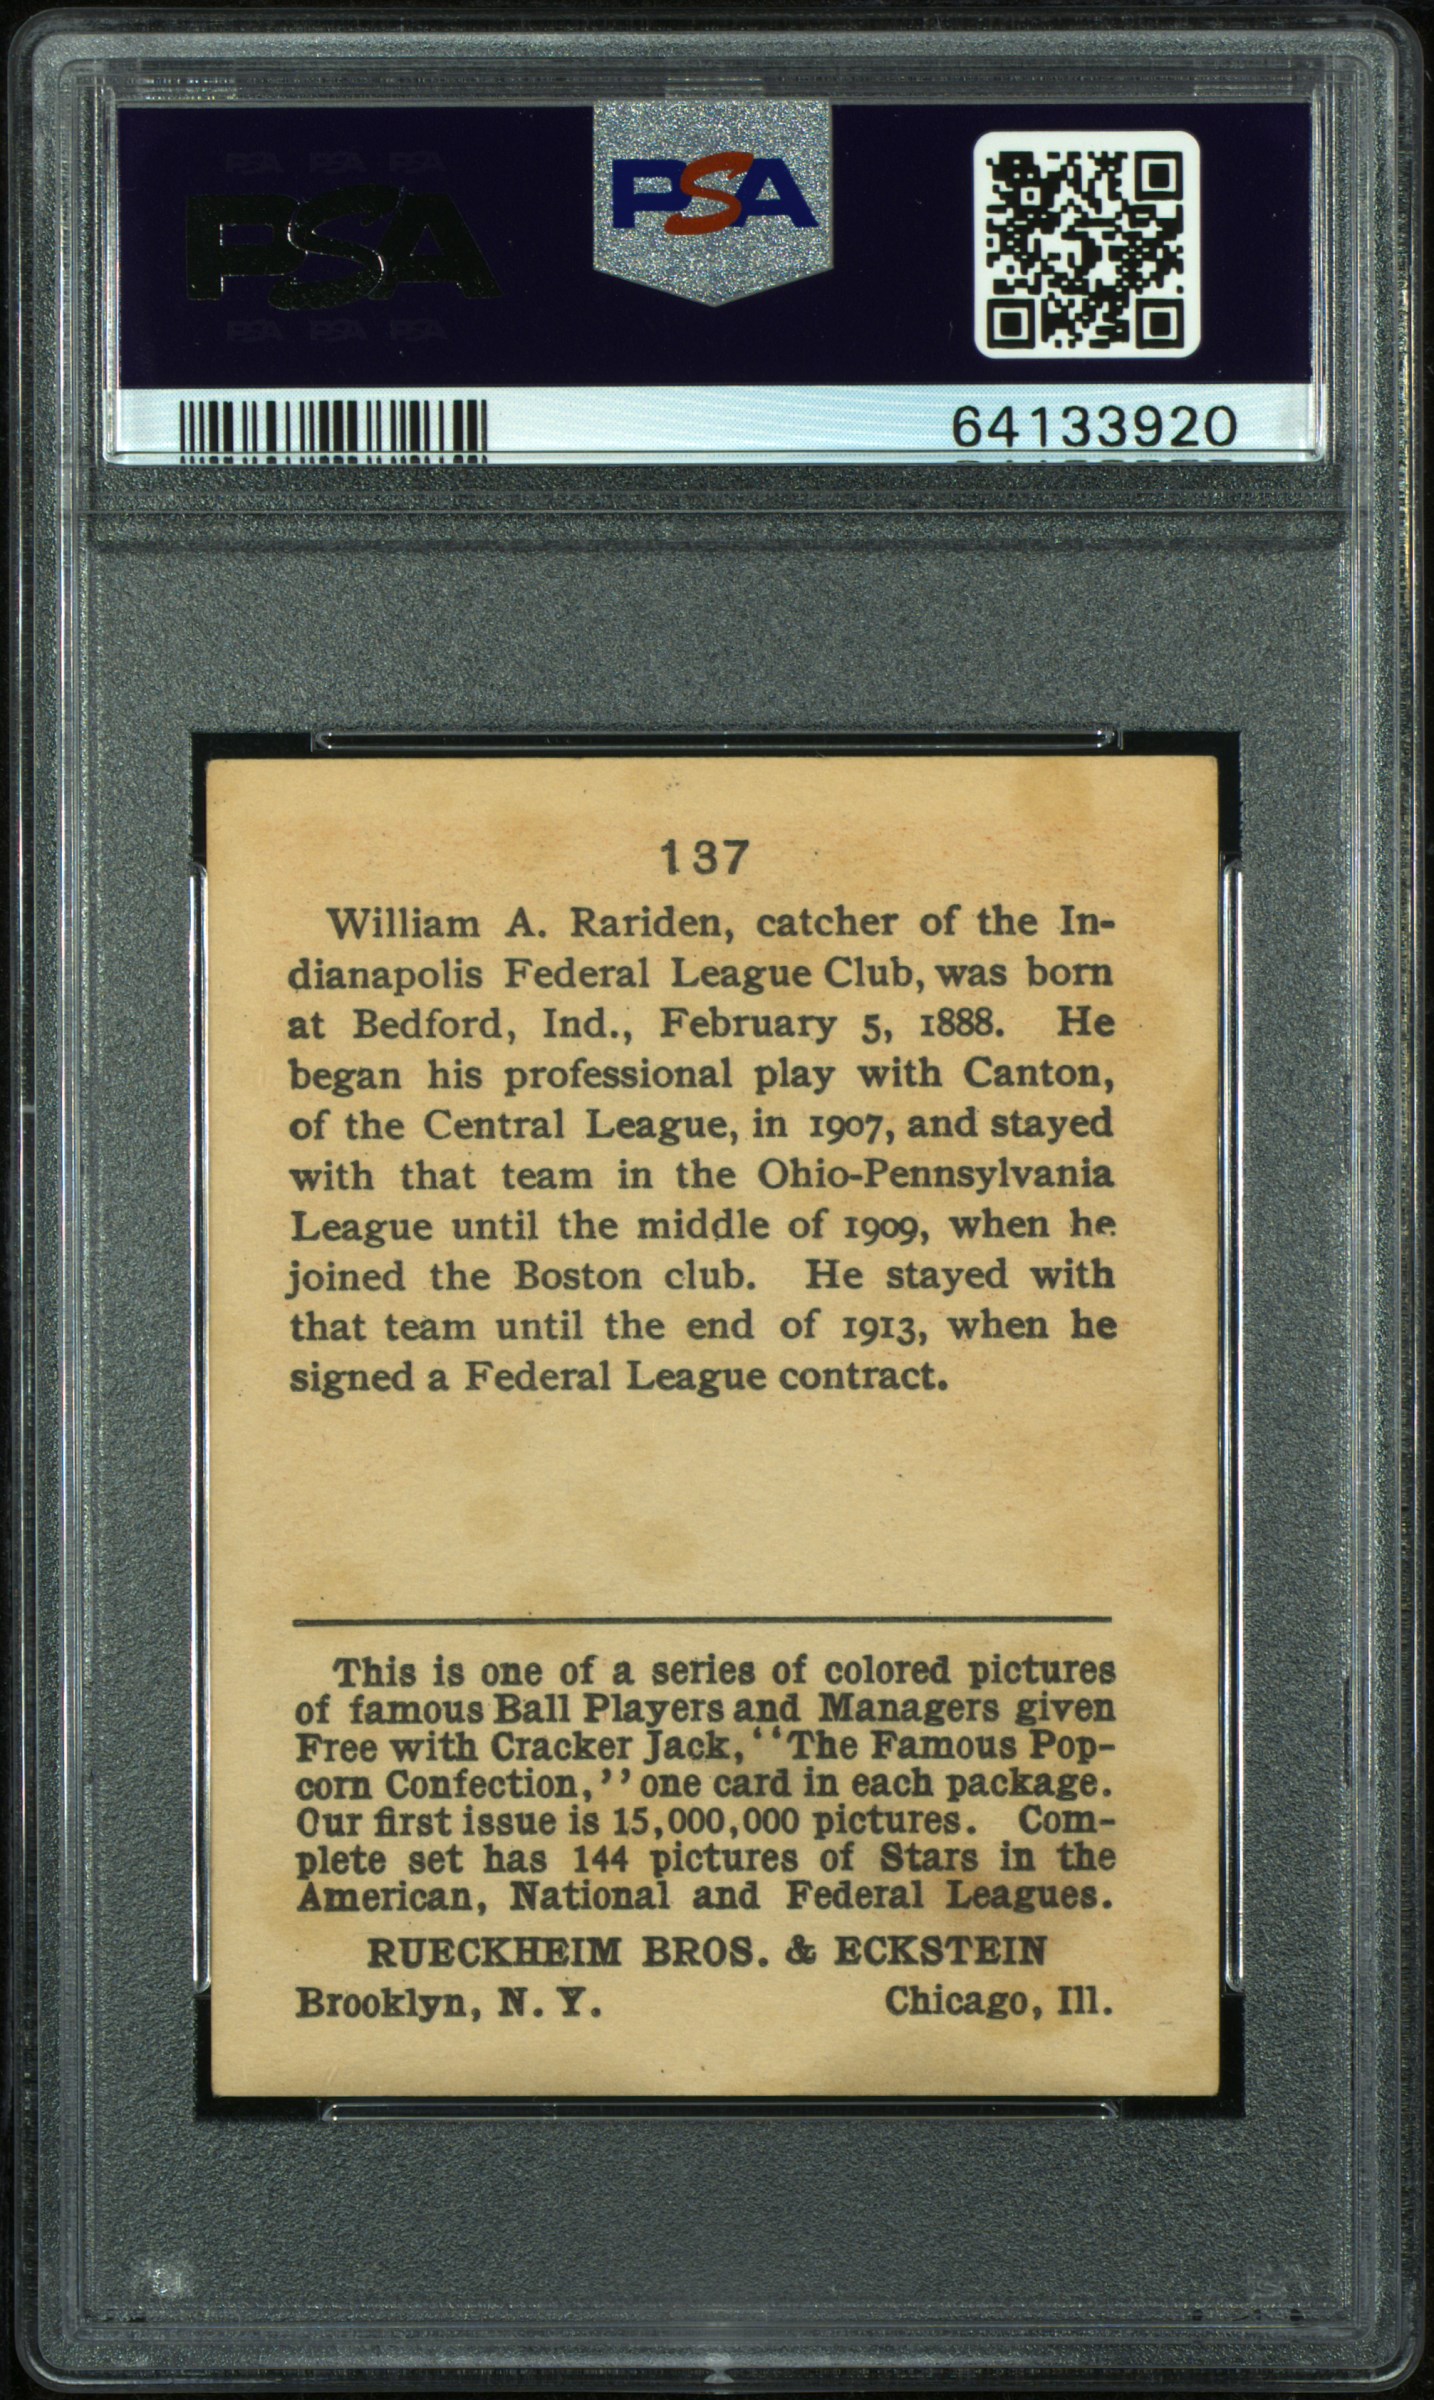 PSA PSA PSA
PSA
PSA PSA PSA
PSA
64133920
137
William A. Rariden, catcher of the In-
dianapolis Federal League Club, was born
at Bedford, Ind., February 5, 1888. He
began his professional play with Canton,
of the Central League, in 1907, and stayed
with that team in the Ohio-Pennsylvania
League until the middle of 1909, when he
joined the Boston club. He stayed with
that team until the end of 1913, when he
signed a Federal League contract.
This is one of a series of colored pictures
of famous Ball Players and Managers given
Free with Cracker Jack, "The Famous Pop-
corn Confection," one card in each package.
Our first issue is 15,000,000 pictures. Com-
plete set has 144 pictures of Stars in the
American, National and Federal Leagues.
RUECKHEIM BROS. & ECKSTEIN
Brooklyn, N. Y. Chicago, Ill.